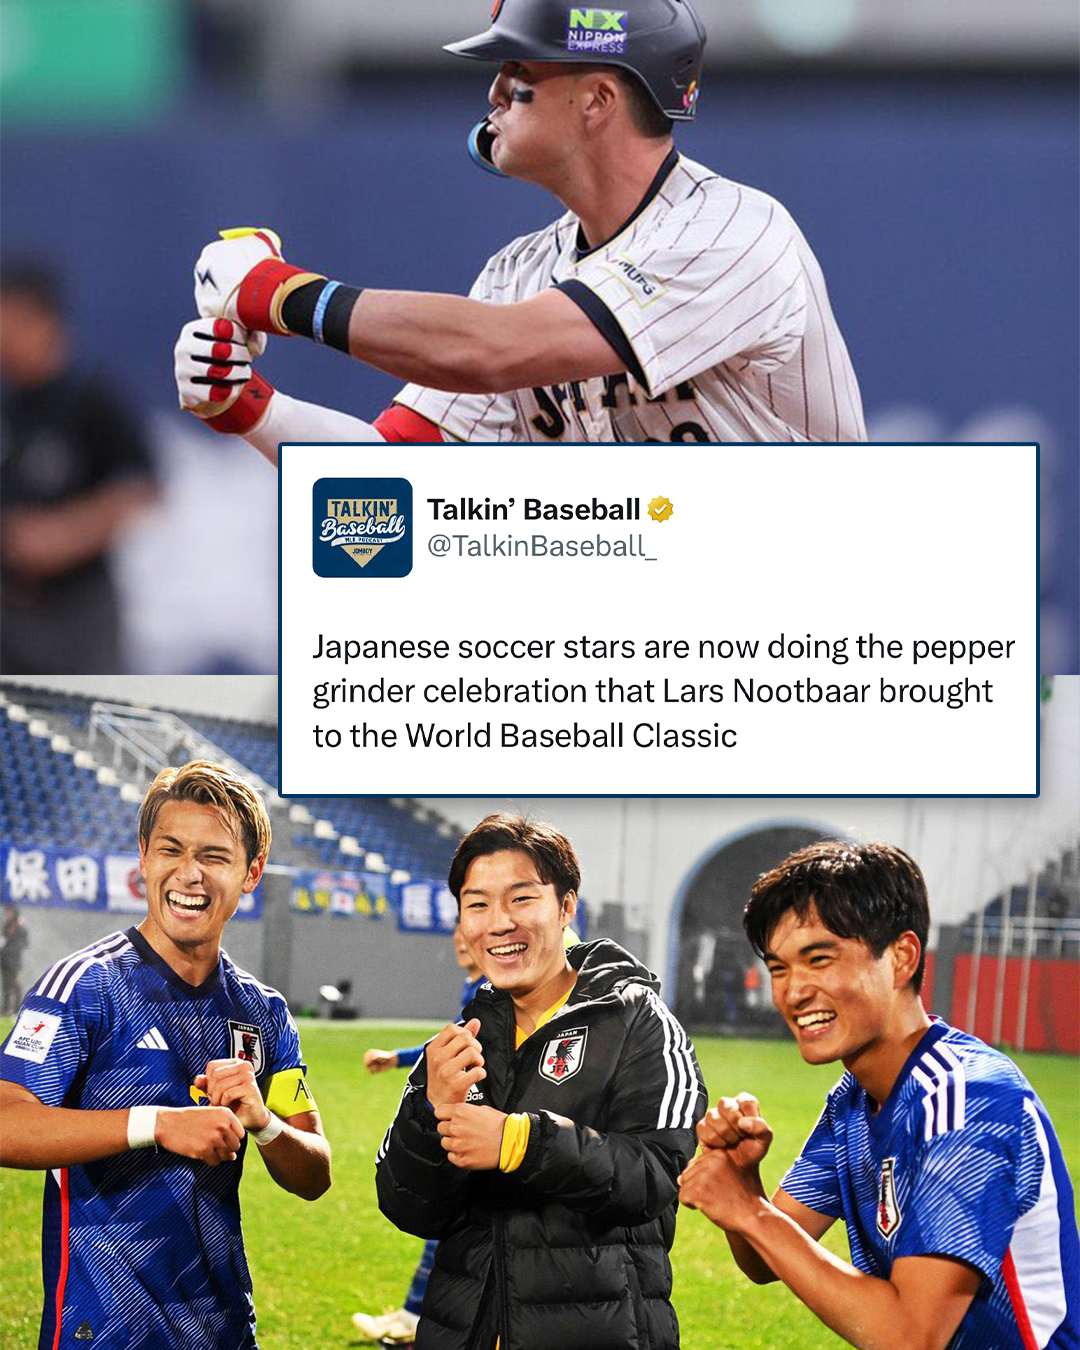 NX
NIPPON
EXPRESS
MUFG
JAPAN
TALKIN'
Baseball
MLB PODCAST
JOMBOY
Talkin’ Baseball
@TalkinBaseball_
Japanese soccer stars are now doing the pepper
grinder celebration that Lars Nootbaar brought
to the World Baseball Classic
保田
AFC U20
ASIAN CUP
JAPAN
JAPAN
JFA
adidas